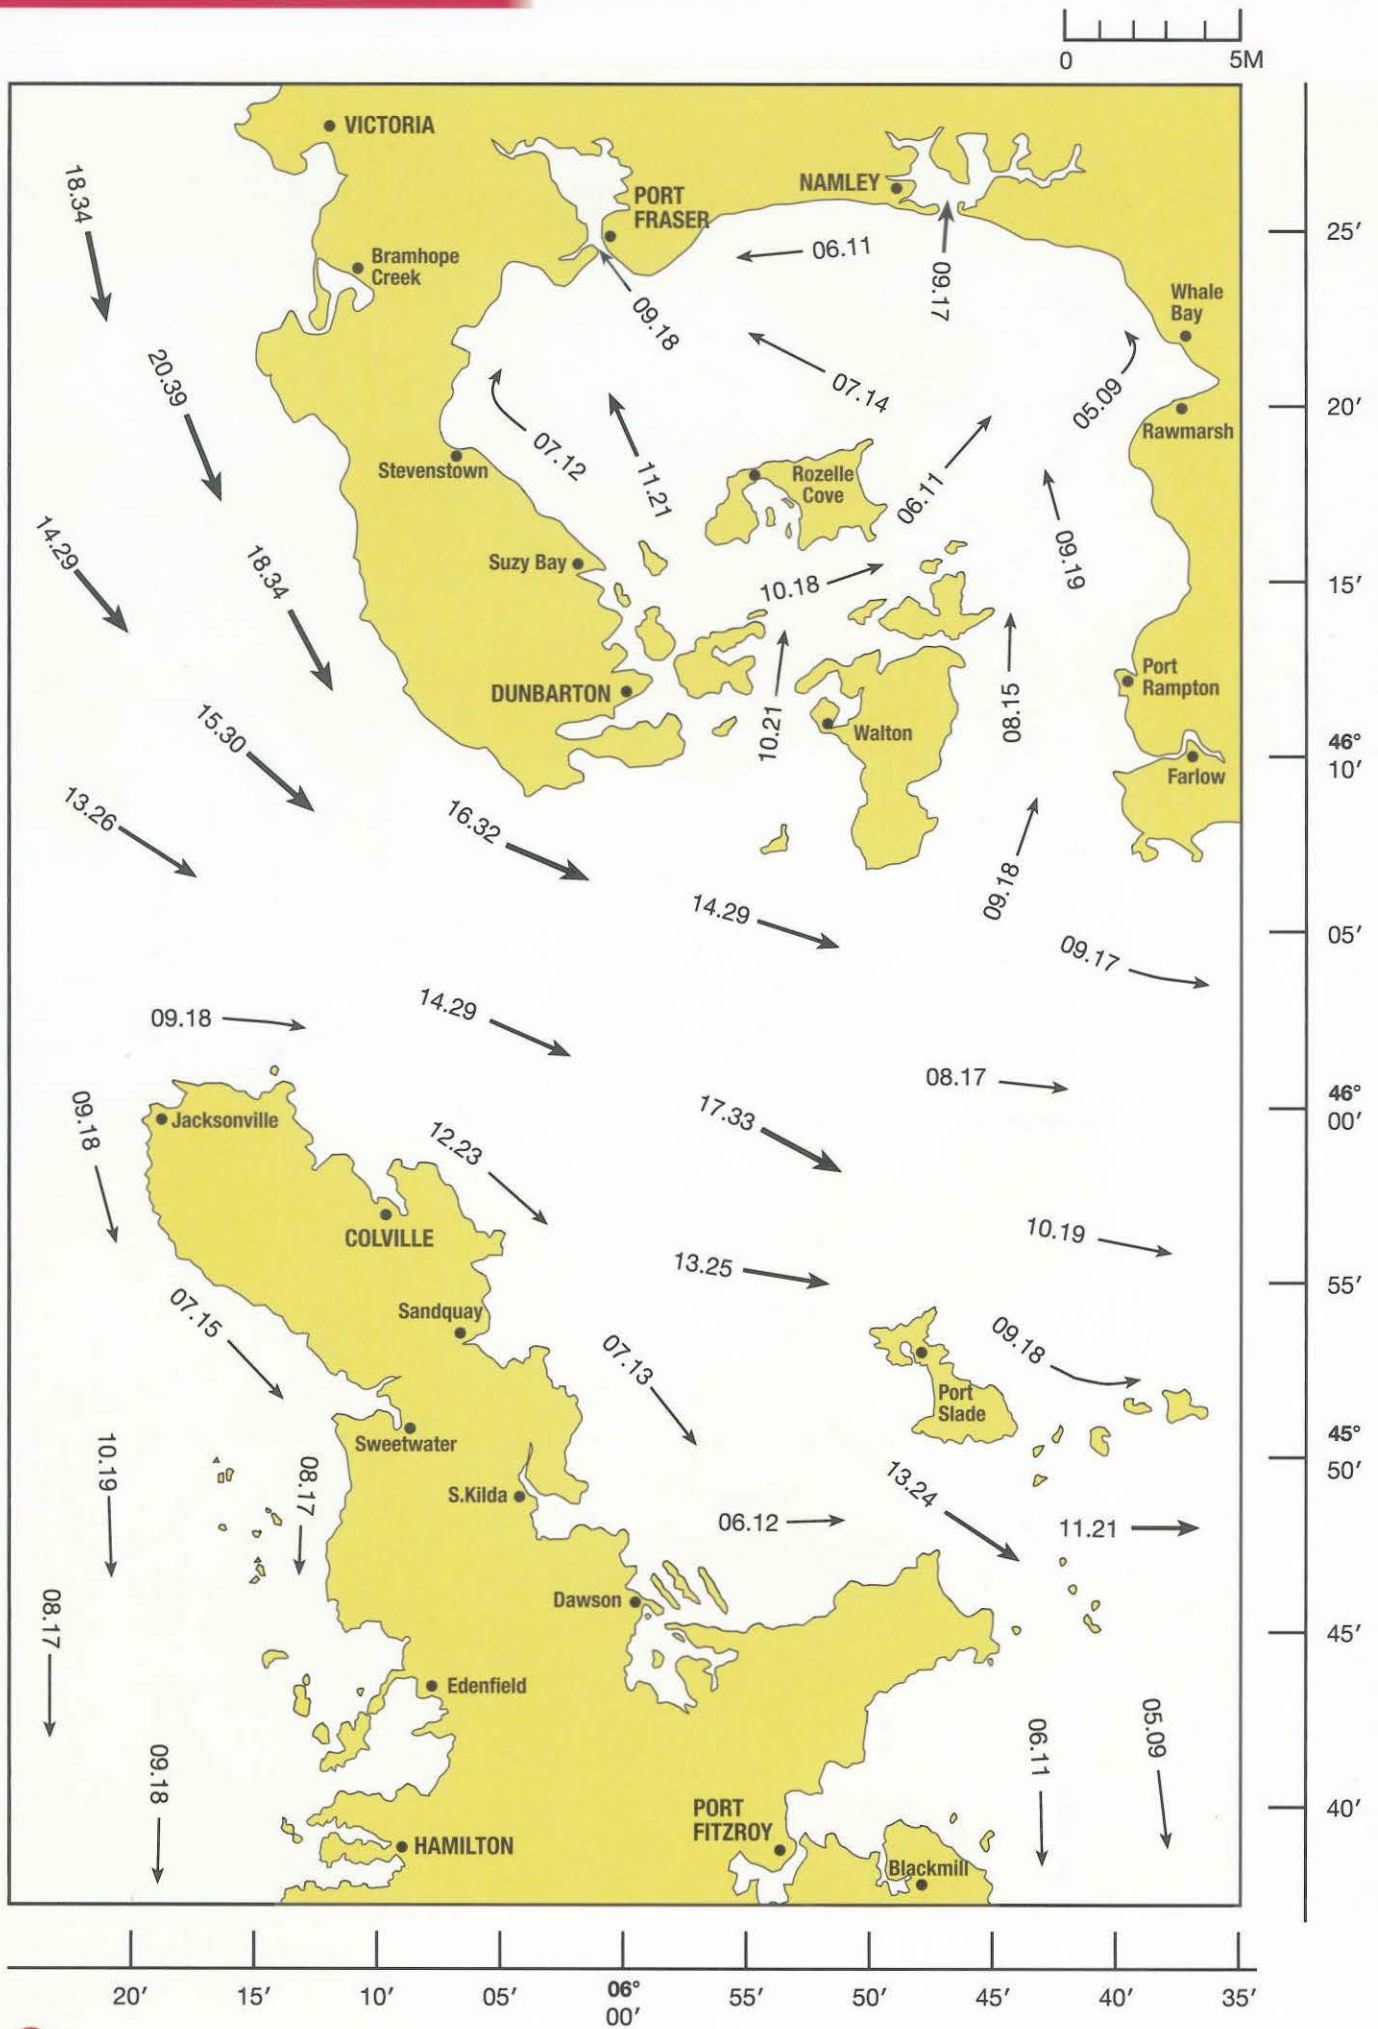 0 5M
VICTORIA
18.34
NAMLEY
PORT
FRASER
25′
06.11
Bramhope
Creek
09.17
Whale
Bay
09.18
20.39
07.14
05.09
20′
Rawmarsh
Stevenstown
07.12
11.21
Rozelle
Cove
06.11
14.29
18.34
Suzy Bay
10.18
09.19
15′
DUNBARTON
Port
Rampton
10.21
08.15
Walton
15.30
46°
10′
Farlow
13.26
16.32
09.18
14.29
05′
09.17
09.18
14.29
08.17
46°
00′
09.18
Jacksonville
17.33
12.23
COLVILLE
10.19
13.25
55′
07.15
Sandquay
07.13
09.18
Port
Slade
45°
50′
Sweetwater
10.19
08.17
S.Kilda
13.24
06.12
11.21
08.17
Dawson
45′
Edenfield
09.18
06.11
05.09
PORT
FITZROY
40′
HAMILTON
Blackmill
20′ 15′ 10′ 05′ 06° 55′ 50′ 45′ 40′ 35′
00′